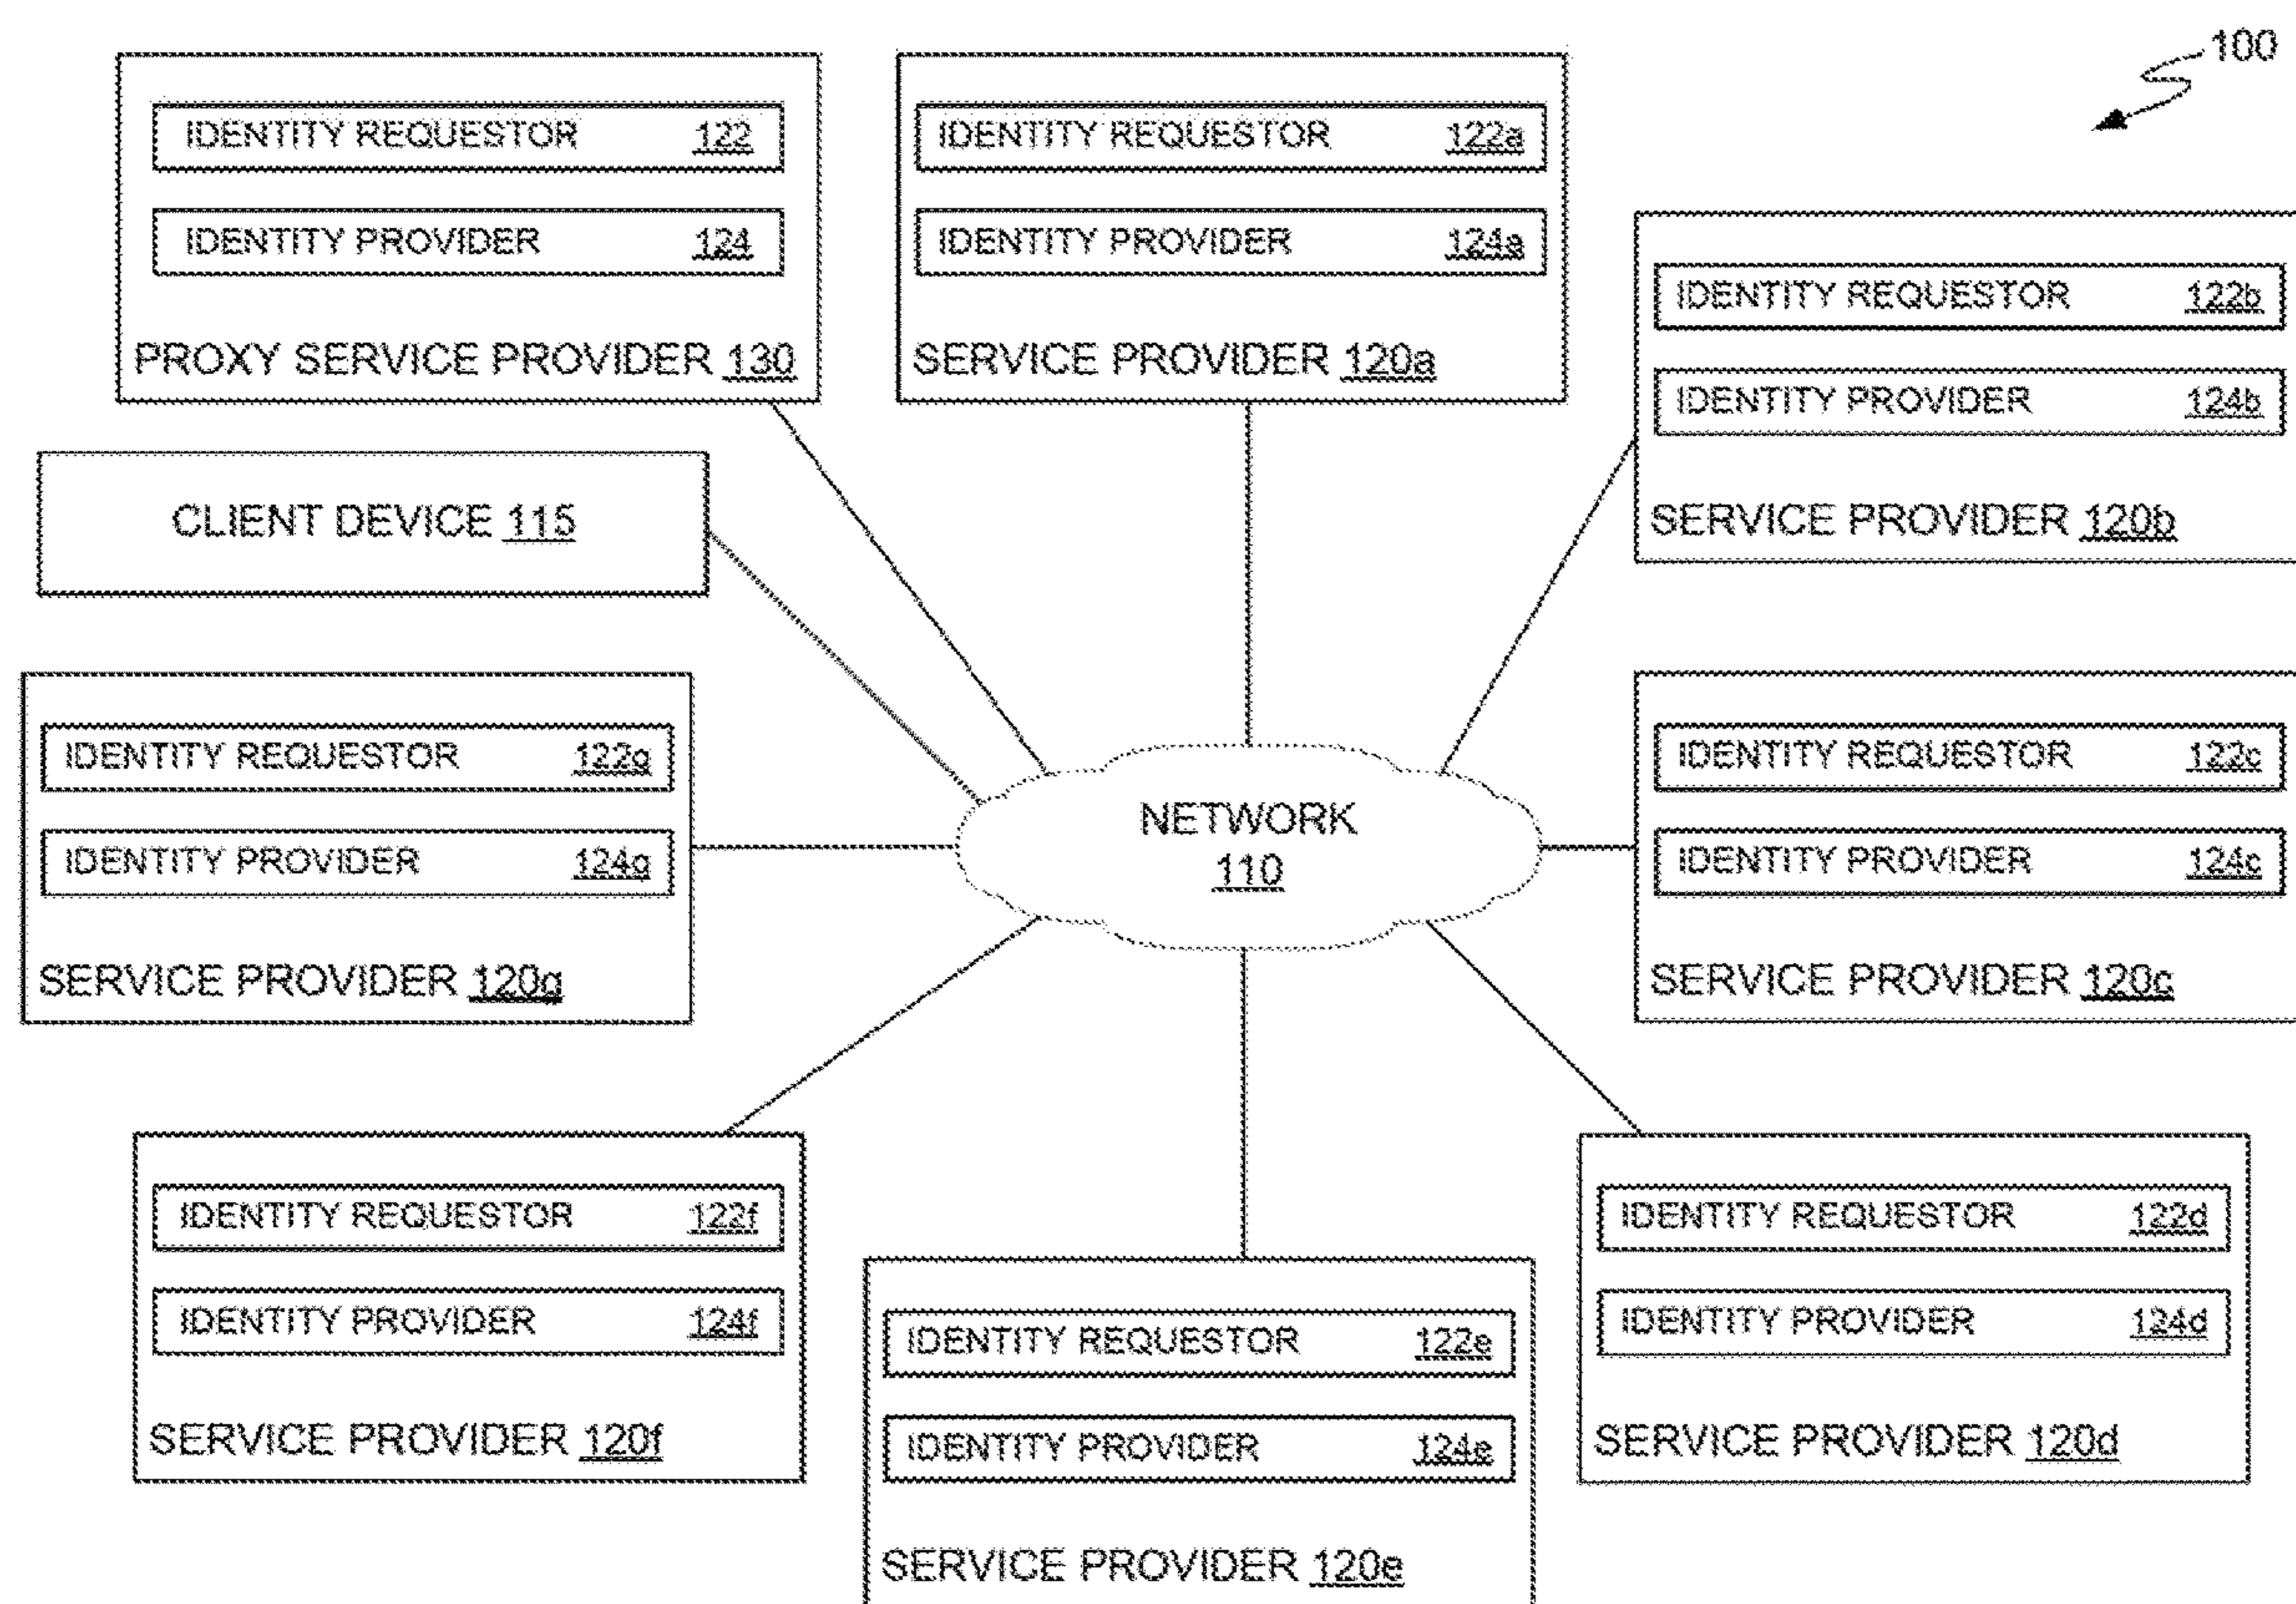 100
IDENTITY REQUESTOR 122
IDENTITY PROVIDER 124
PROXY SERVICE PROVIDER 130
IDENTITY REQUESTOR 122a
IDENTITY PROVIDER 124a
SERVICE PROVIDER 120a
IDENTITY REQUESTOR 122b
IDENTITY PROVIDER 124b
SERVICE PROVIDER 120b
CLIENT DEVICE 115
IDENTITY REQUESTOR 122g
IDENTITY PROVIDER 124g
SERVICE PROVIDER 120g
NETWORK
110
IDENTITY REQUESTOR 122c
IDENTITY PROVIDER 124c
SERVICE PROVIDER 120c
IDENTITY REQUESTOR 122f
IDENTITY PROVIDER 124f
SERVICE PROVIDER 120f
IDENTITY REQUESTOR 122e
IDENTITY PROVIDER 124e
SERVICE PROVIDER 120e
IDENTITY REQUESTOR 122d
IDENTITY PROVIDER 124d
SERVICE PROVIDER 120d